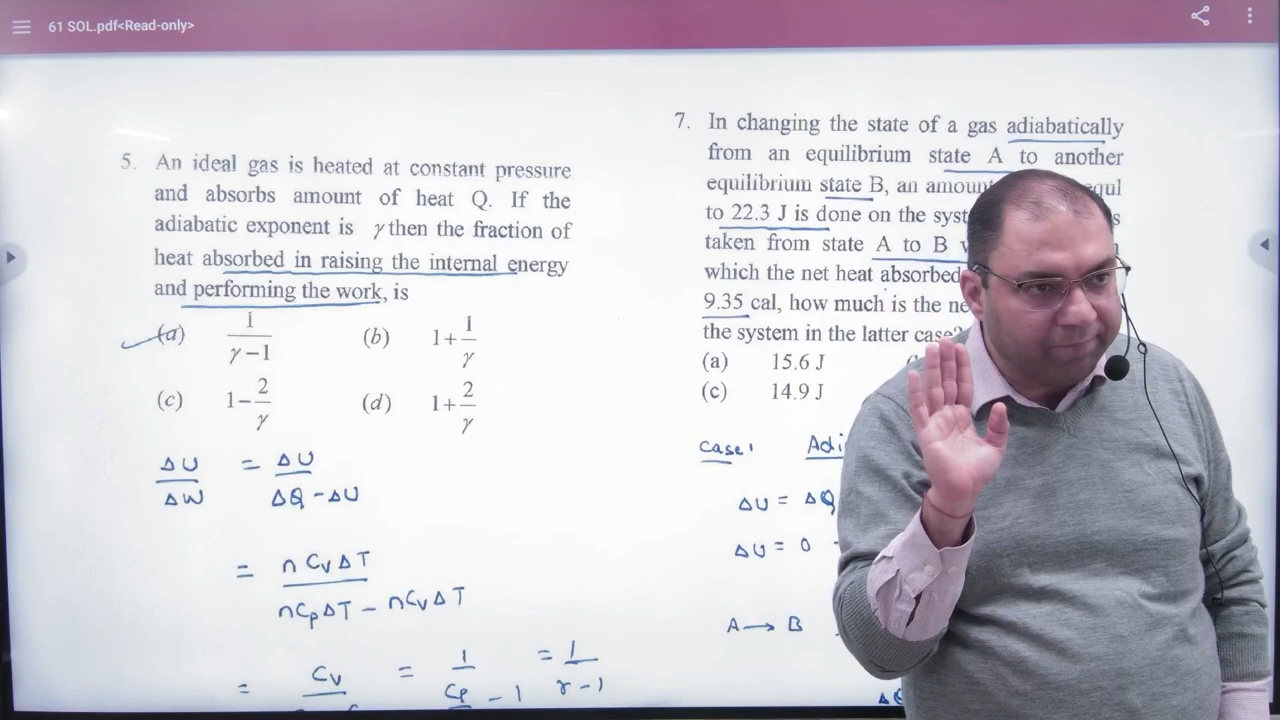 61 SOL.pdf<Read-only>
5. An ideal gas is heated at constant pressure
and absorbs amount of heat Q. If the
adiabatic exponent is γ then the fraction of
heat absorbed in raising the internal energy
and performing the work, is
(a) 1/(γ−1) (b) 1+1/γ
(c) 1−2/γ (d) 1+2/γ
ΔU/ΔW = ΔU/(ΔQ - ΔU)
= nCvΔT/(nCpΔT - nCvΔT)
= Cv = 1 = 1/(γ-1)
Cp - 1
7. In changing the state of a gas adiabatically
from an equilibrium state A to another
equilibrium state B, an amount equl
to 22.3 J is done on the
taken from state A to B
which the net heat absorbed
9.35 cal, how much is the
the system in the latter case?
(a) 15.6 J
(c) 14.9 J
Case 1
ΔU = ΔQ
ΔU = 0 -
A → B